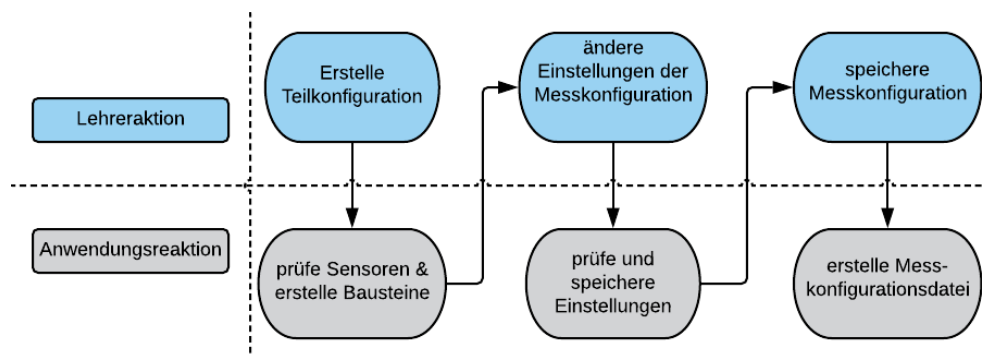 Lehreraktion
Erstelle
Teilkonfiguration
ändere
Einstellungen der
Messkonfiguration
speichere
Messkonfiguration
Anwendungsreaktion
prüfe Sensoren &
erstelle Bausteine
prüfe und
speichere
Einstellungen
erstelle Mess-
konfigurationsdatei